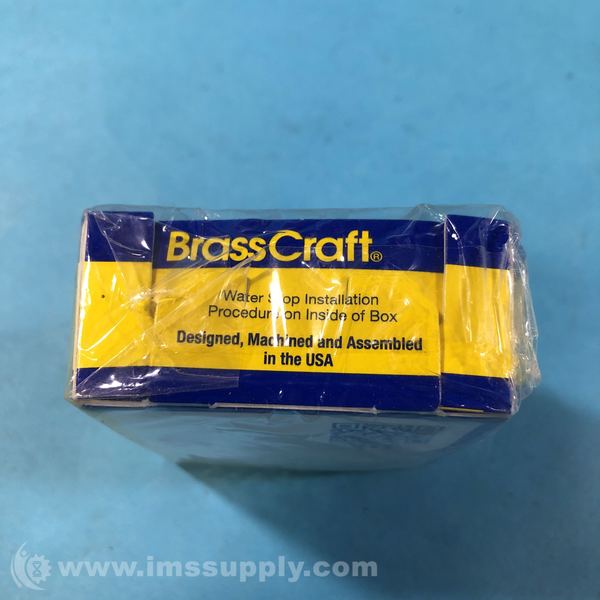 BrassCraft®
Water Stop Installation
Procedure on Inside of Box
Designed, Machined and Assembled
in the USA
www.imssupply.com